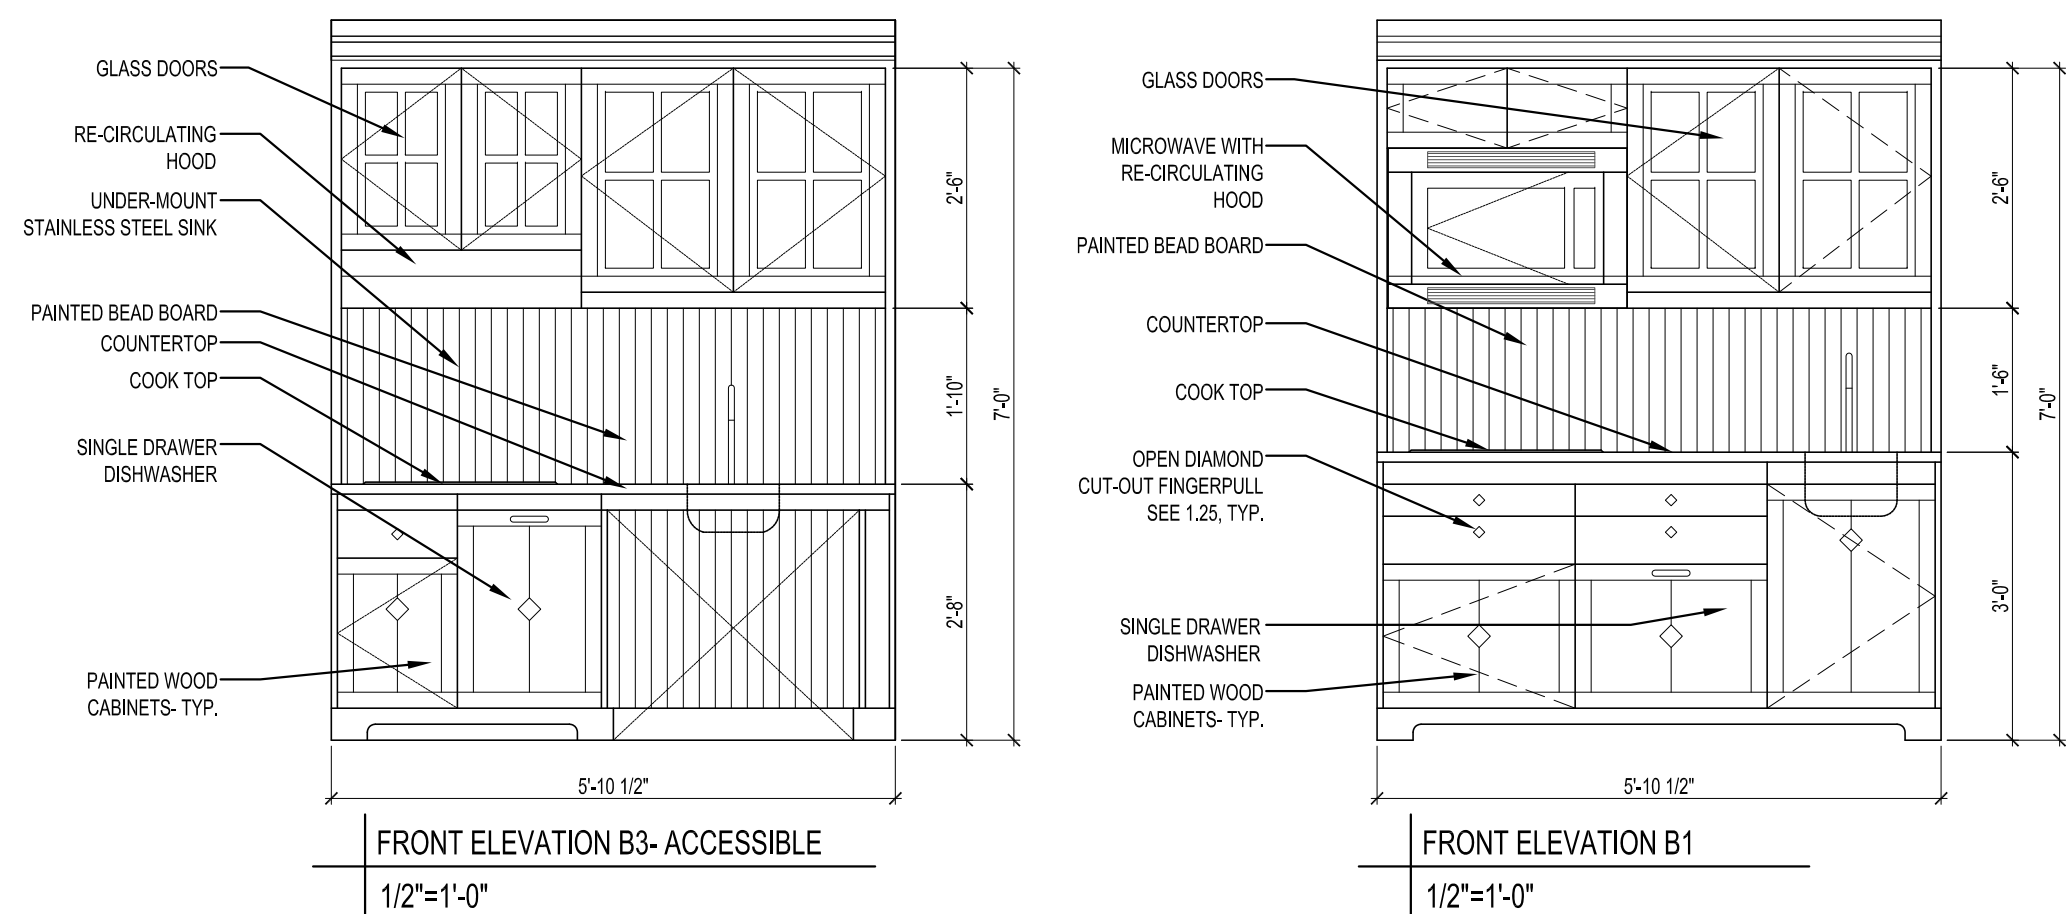 GLASS DOORS
RE-CIRCULATING
HOOD
UNDER-MOUNT
STAINLESS STEEL SINK
PAINTED BEAD BOARD
COUNTERTOP
COOK TOP
SINGLE DRAWER
DISHWASHER
PAINTED WOOD
CABINETS- TYP.
2'-6"
1'-10"
2'-8"
7'-0"
5'-10 1/2"
FRONT ELEVATION B3- ACCESSIBLE
1/2"=1'-0"
GLASS DOORS
MICROWAVE WITH
RE-CIRCULATING
HOOD
PAINTED BEAD BOARD
COUNTERTOP
COOK TOP
OPEN DIAMOND
CUT-OUT FINGERPULL
SEE 1.25, TYP.
SINGLE DRAWER
DISHWASHER
PAINTED WOOD
CABINETS- TYP.
2'-6"
1'-6"
3'-0"
7'-0"
5'-10 1/2"
FRONT ELEVATION B1
1/2"=1'-0"